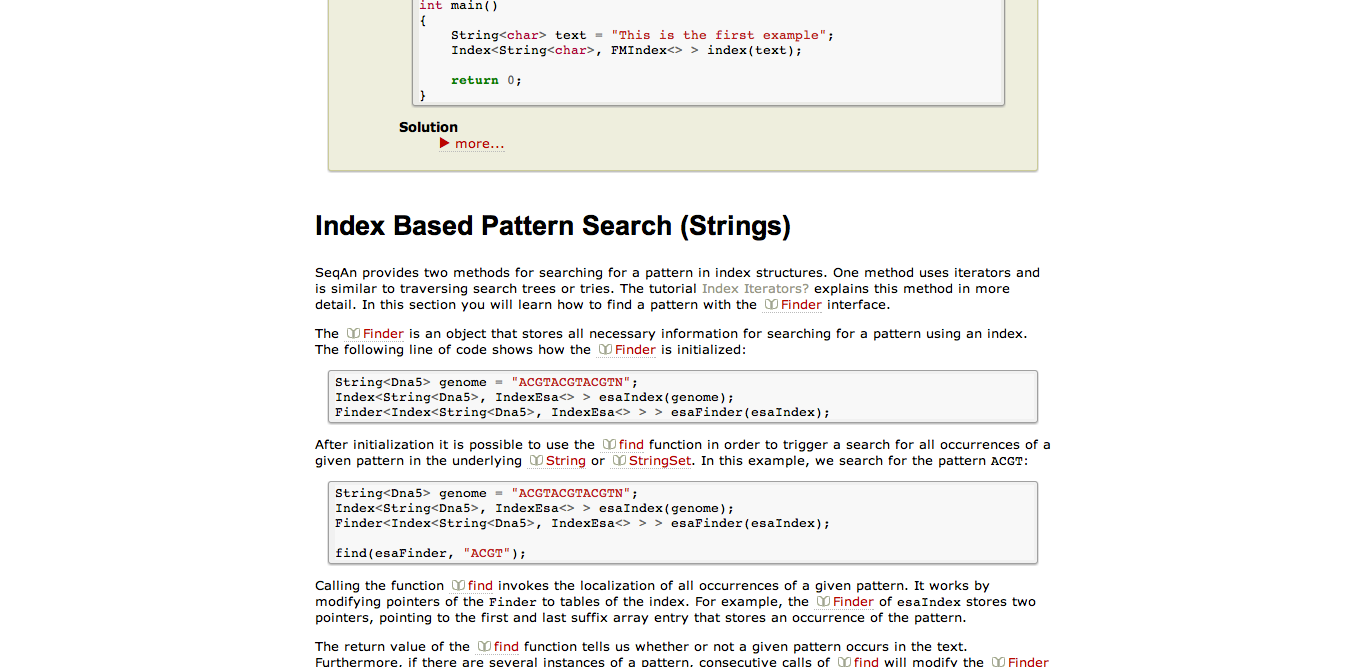 int main()
{
String<char> text = "This is the first example";
Index<String<char>, FMIndex<> > index(text);
return 0;
}
Solution
more...
Index Based Pattern Search (Strings)
SeqAn provides two methods for searching for a pattern in index structures. One method uses iterators and
is similar to traversing search trees or tries. The tutorial Index Iterators? explains this method in more
detail. In this section you will learn how to find a pattern with the Finder interface.
The Finder is an object that stores all necessary information for searching for a pattern using an index.
The following line of code shows how the Finder is initialized:
String<Dna5> genome = "ACGTACGTACGTN";
Index<String<Dna5>, IndexEsa<> > esaIndex(genome);
Finder<Index<String<Dna5>, IndexEsa<> > > esaFinder(esaIndex);
After initialization it is possible to use the find function in order to trigger a search for all occurrences of a
given pattern in the underlying String or StringSet. In this example, we search for the pattern ACGT:
String<Dna5> genome = "ACGTACGTACGTN";
Index<String<Dna5>, IndexEsa<> > esaIndex(genome);
Finder<Index<String<Dna5>, IndexEsa<> > > esaFinder(esaIndex);
find(esaFinder, "ACGT");
Calling the function find invokes the localization of all occurrences of a given pattern. It works by
modifying pointers of the Finder to tables of the index. For example, the Finder of esaIndex stores two
pointers, pointing to the first and last suffix array entry that stores an occurrence of the pattern.
The return value of the find function tells us whether or not a given pattern occurs in the text.
Furthermore, if there are several instances of a pattern, consecutive calls of find will modify the Finder